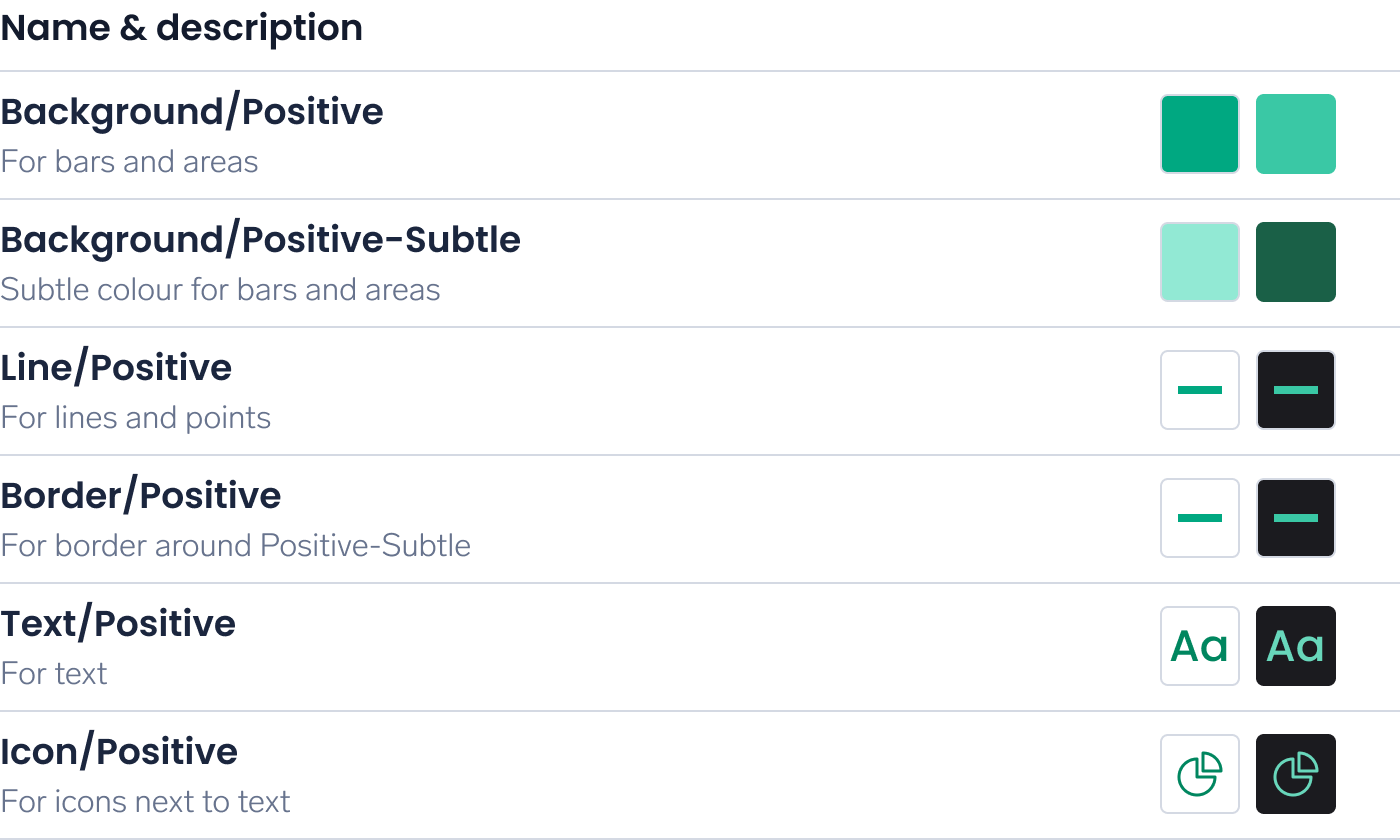 Name & description
Background/Positive
For bars and areas
Background/Positive-Subtle
Subtle colour for bars and areas
Line/Positive
For lines and points
Border/Positive
For border around Positive-Subtle
Text/Positive
For text
Aa Aa
Icon/Positive
For icons next to text